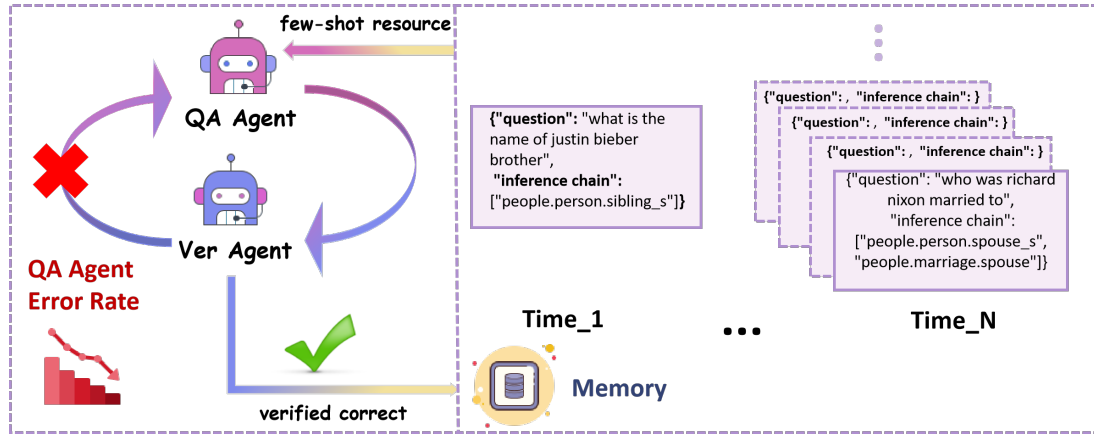 few-shot resource
QA Agent
Ver Agent
QA Agent
Error Rate
verified correct
{"question": "what is the
name of justin bieber
brother",
"inference chain":
["people.person.sibling_s"]}
{"question": , "inference chain": }
{"question": , "inference chain": }
{"question": , "inference chain": }
{"question": "who was richard
nixon married to",
"inference chain":
["people.person.spouse_s",
"people.marriage.spouse"]}
Time_1
...
Time_N
Memory